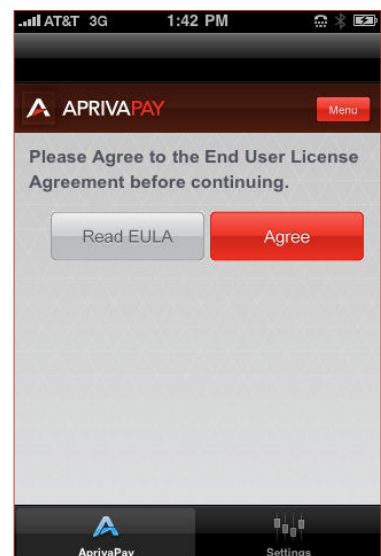 AT&T 3G 1:42 PM
APRIVAPAY Menu
Please Agree to the End User License
Agreement before continuing.
Read EULA Agree
AprivaPay Settings